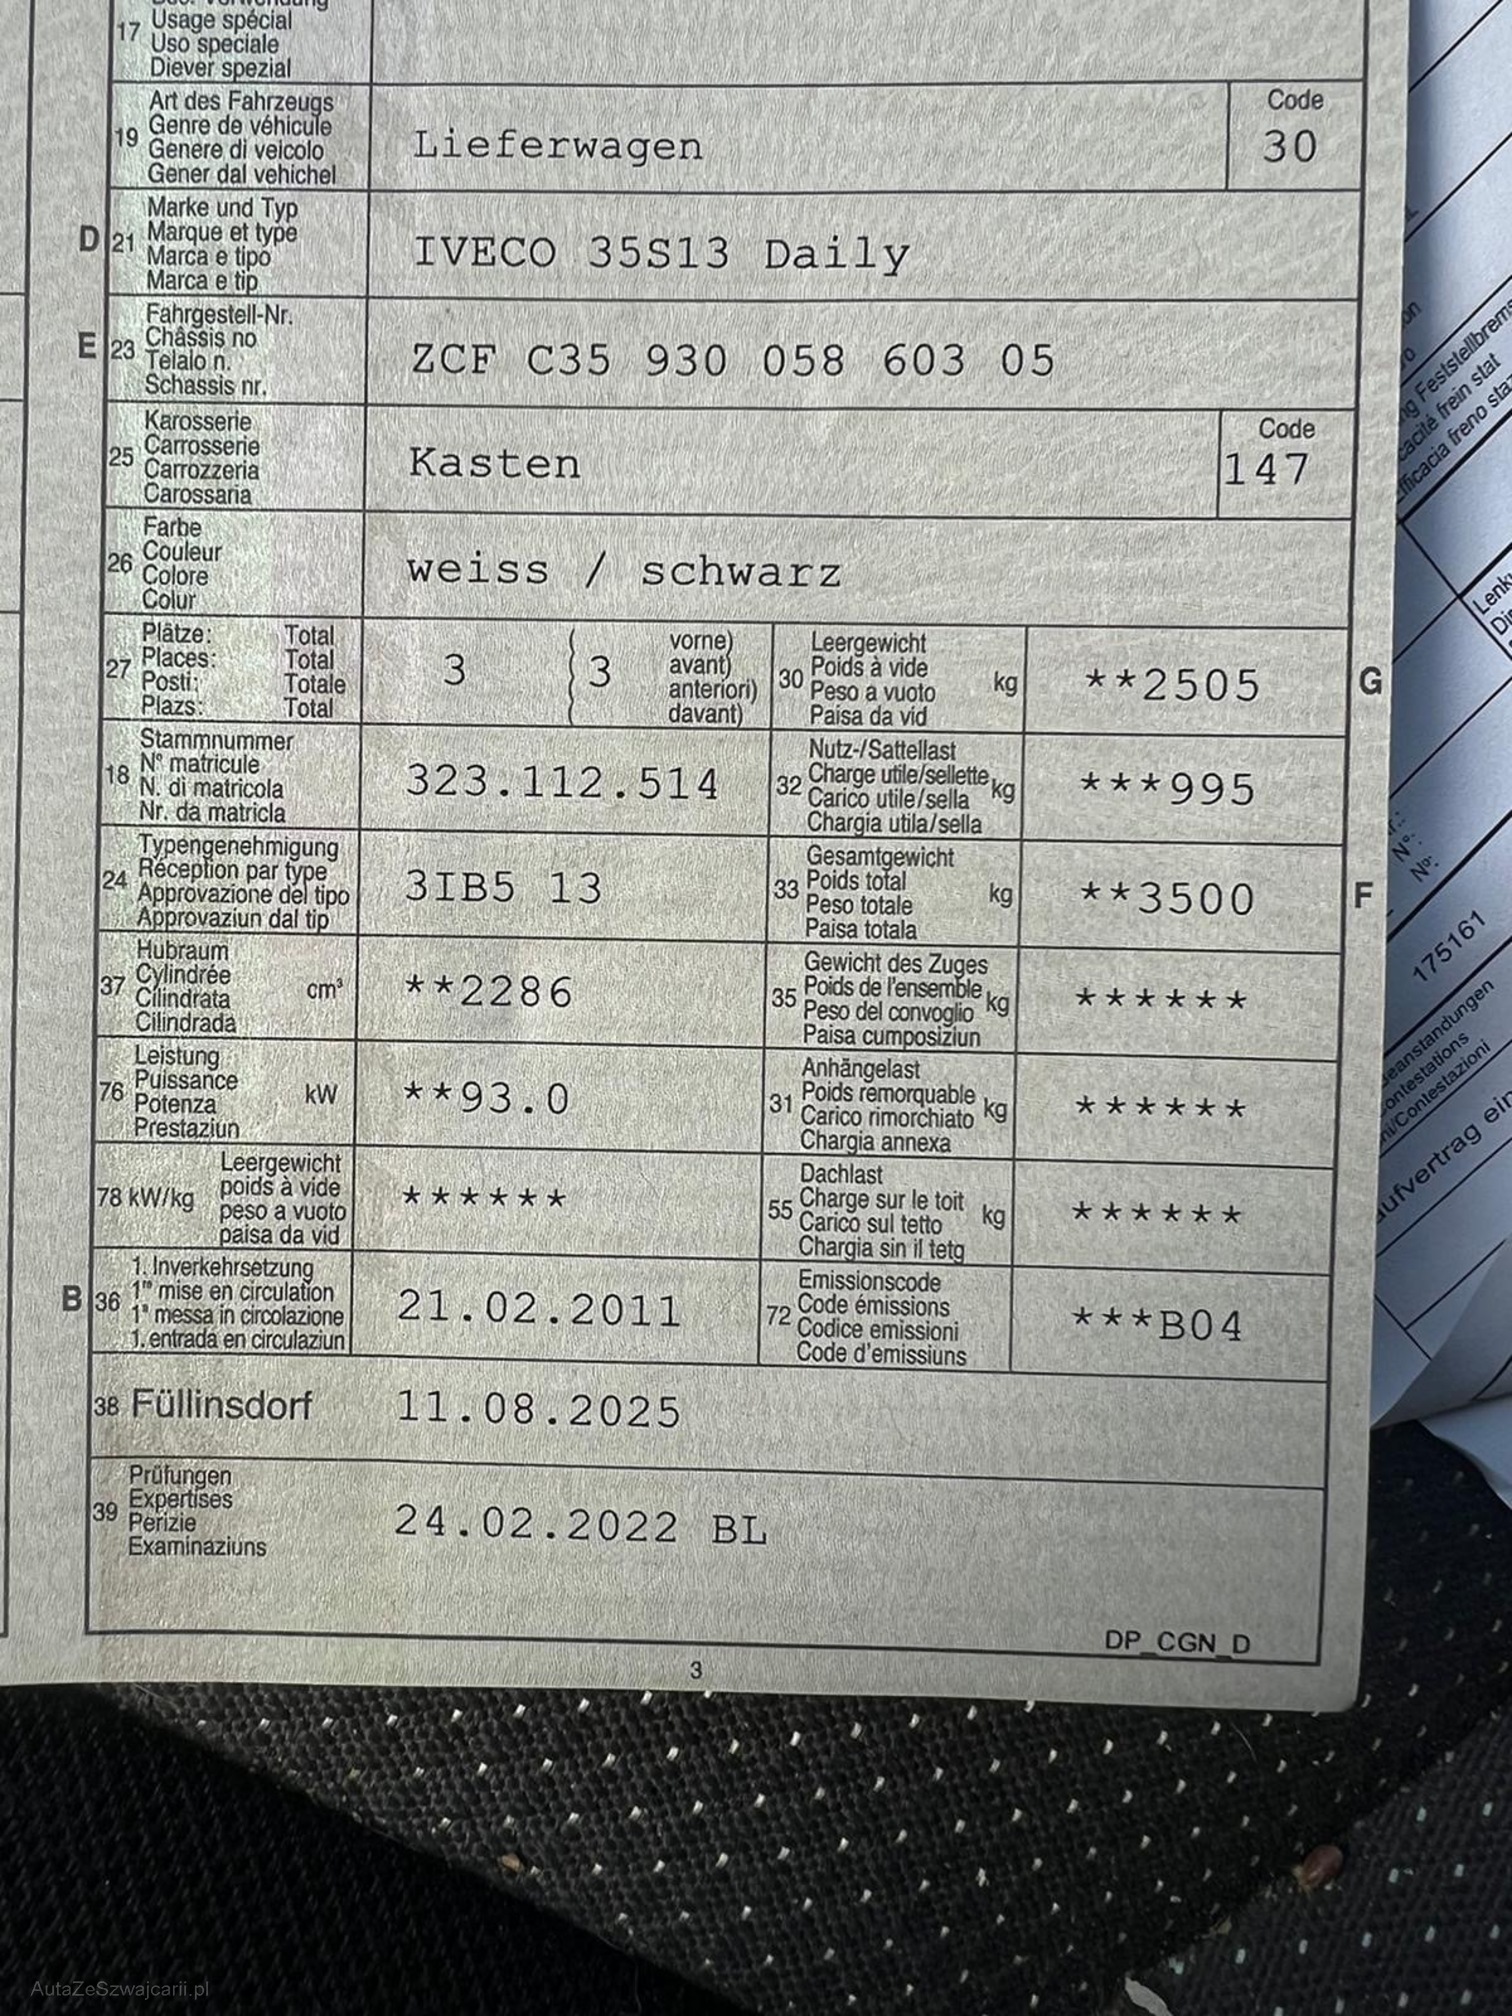 17 Usage spécial
Uso speciale
Diever spezial
19 Art des Fahrzeugs
Genre de véhicule
Genere di veicolo
Gener dal vehichel
Lieferwagen
Code
30
D 21 Marke und Typ
Marque et type
Marca e tipo
Marca e tip
IVECO 35S13 Daily
E 23 Fahrgestell-Nr.
Châssis no
Telaio n.
Schassis nr.
ZCF C35 930 058 603 05
25 Karosserie
Carrosserie
Carrozzeria
Carossaria
Kasten
Code
147
26 Farbe
Couleur
Colore
Colur
weiss / schwarz
27 Plätze: Total
Places: Total
Posti: Totale
Plazs: Total
3 3
vorne)
avant)
anteriori)
davant)
30 Leergewicht
Poids à vide
Peso a vuoto
Paisa da vid
kg
**2505
G
18 Stammnummer
N° matricule
N. di matricola
Nr. da matricla
323.112.514
32 Nutz-/Sattellast
Charge utile/sellette
Carico utile/sella
Chargia utila/sella
kg
***995
24 Typengenehmigung
Réception par type
Approvazione del tipo
Approvaziun dal tip
3IB5 13
33 Gesamtgewicht
Poids total
Peso totale
Paisa totala
kg
**3500
F
37 Hubraum
Cylindrée
Cilindrata
Cilindrada
cm³
**2286
35 Gewicht des Zuges
Poids de l'ensemble
Peso del convoglio
Paisa cumposiziun
kg
******
76 Leistung
Puissance
Potenza
Prestaziun
kW
**93.0
31 Anhängelast
Poids remorquable
Carico rimorchiato
Chargia annexa
kg
******
78 kW/kg
Leergewicht
poids à vide
peso a vuoto
paisa da vid
******
55 Dachlast
Charge sur le toit
Carico sul tetto
Chargia sin il tetg
kg
******
B 36 1. Inverkehrsetzung
1re mise en circulation
1a messa in circolazione
1. entrada en circulaziun
21.02.2011
72 Emissionscode
Code émissions
Codice emissioni
Code d'emissiuns
***B04
38 Füllinsdorf 11.08.2025
39 Prüfungen
Expertises
Perizie
Examinaziuns
24.02.2022 BL
DP_CGN_D
3
Feststellbrems
frein stat
freno sta
Lenk
N°:
Nº:
175161
AutaZeSzwajcarii.pl